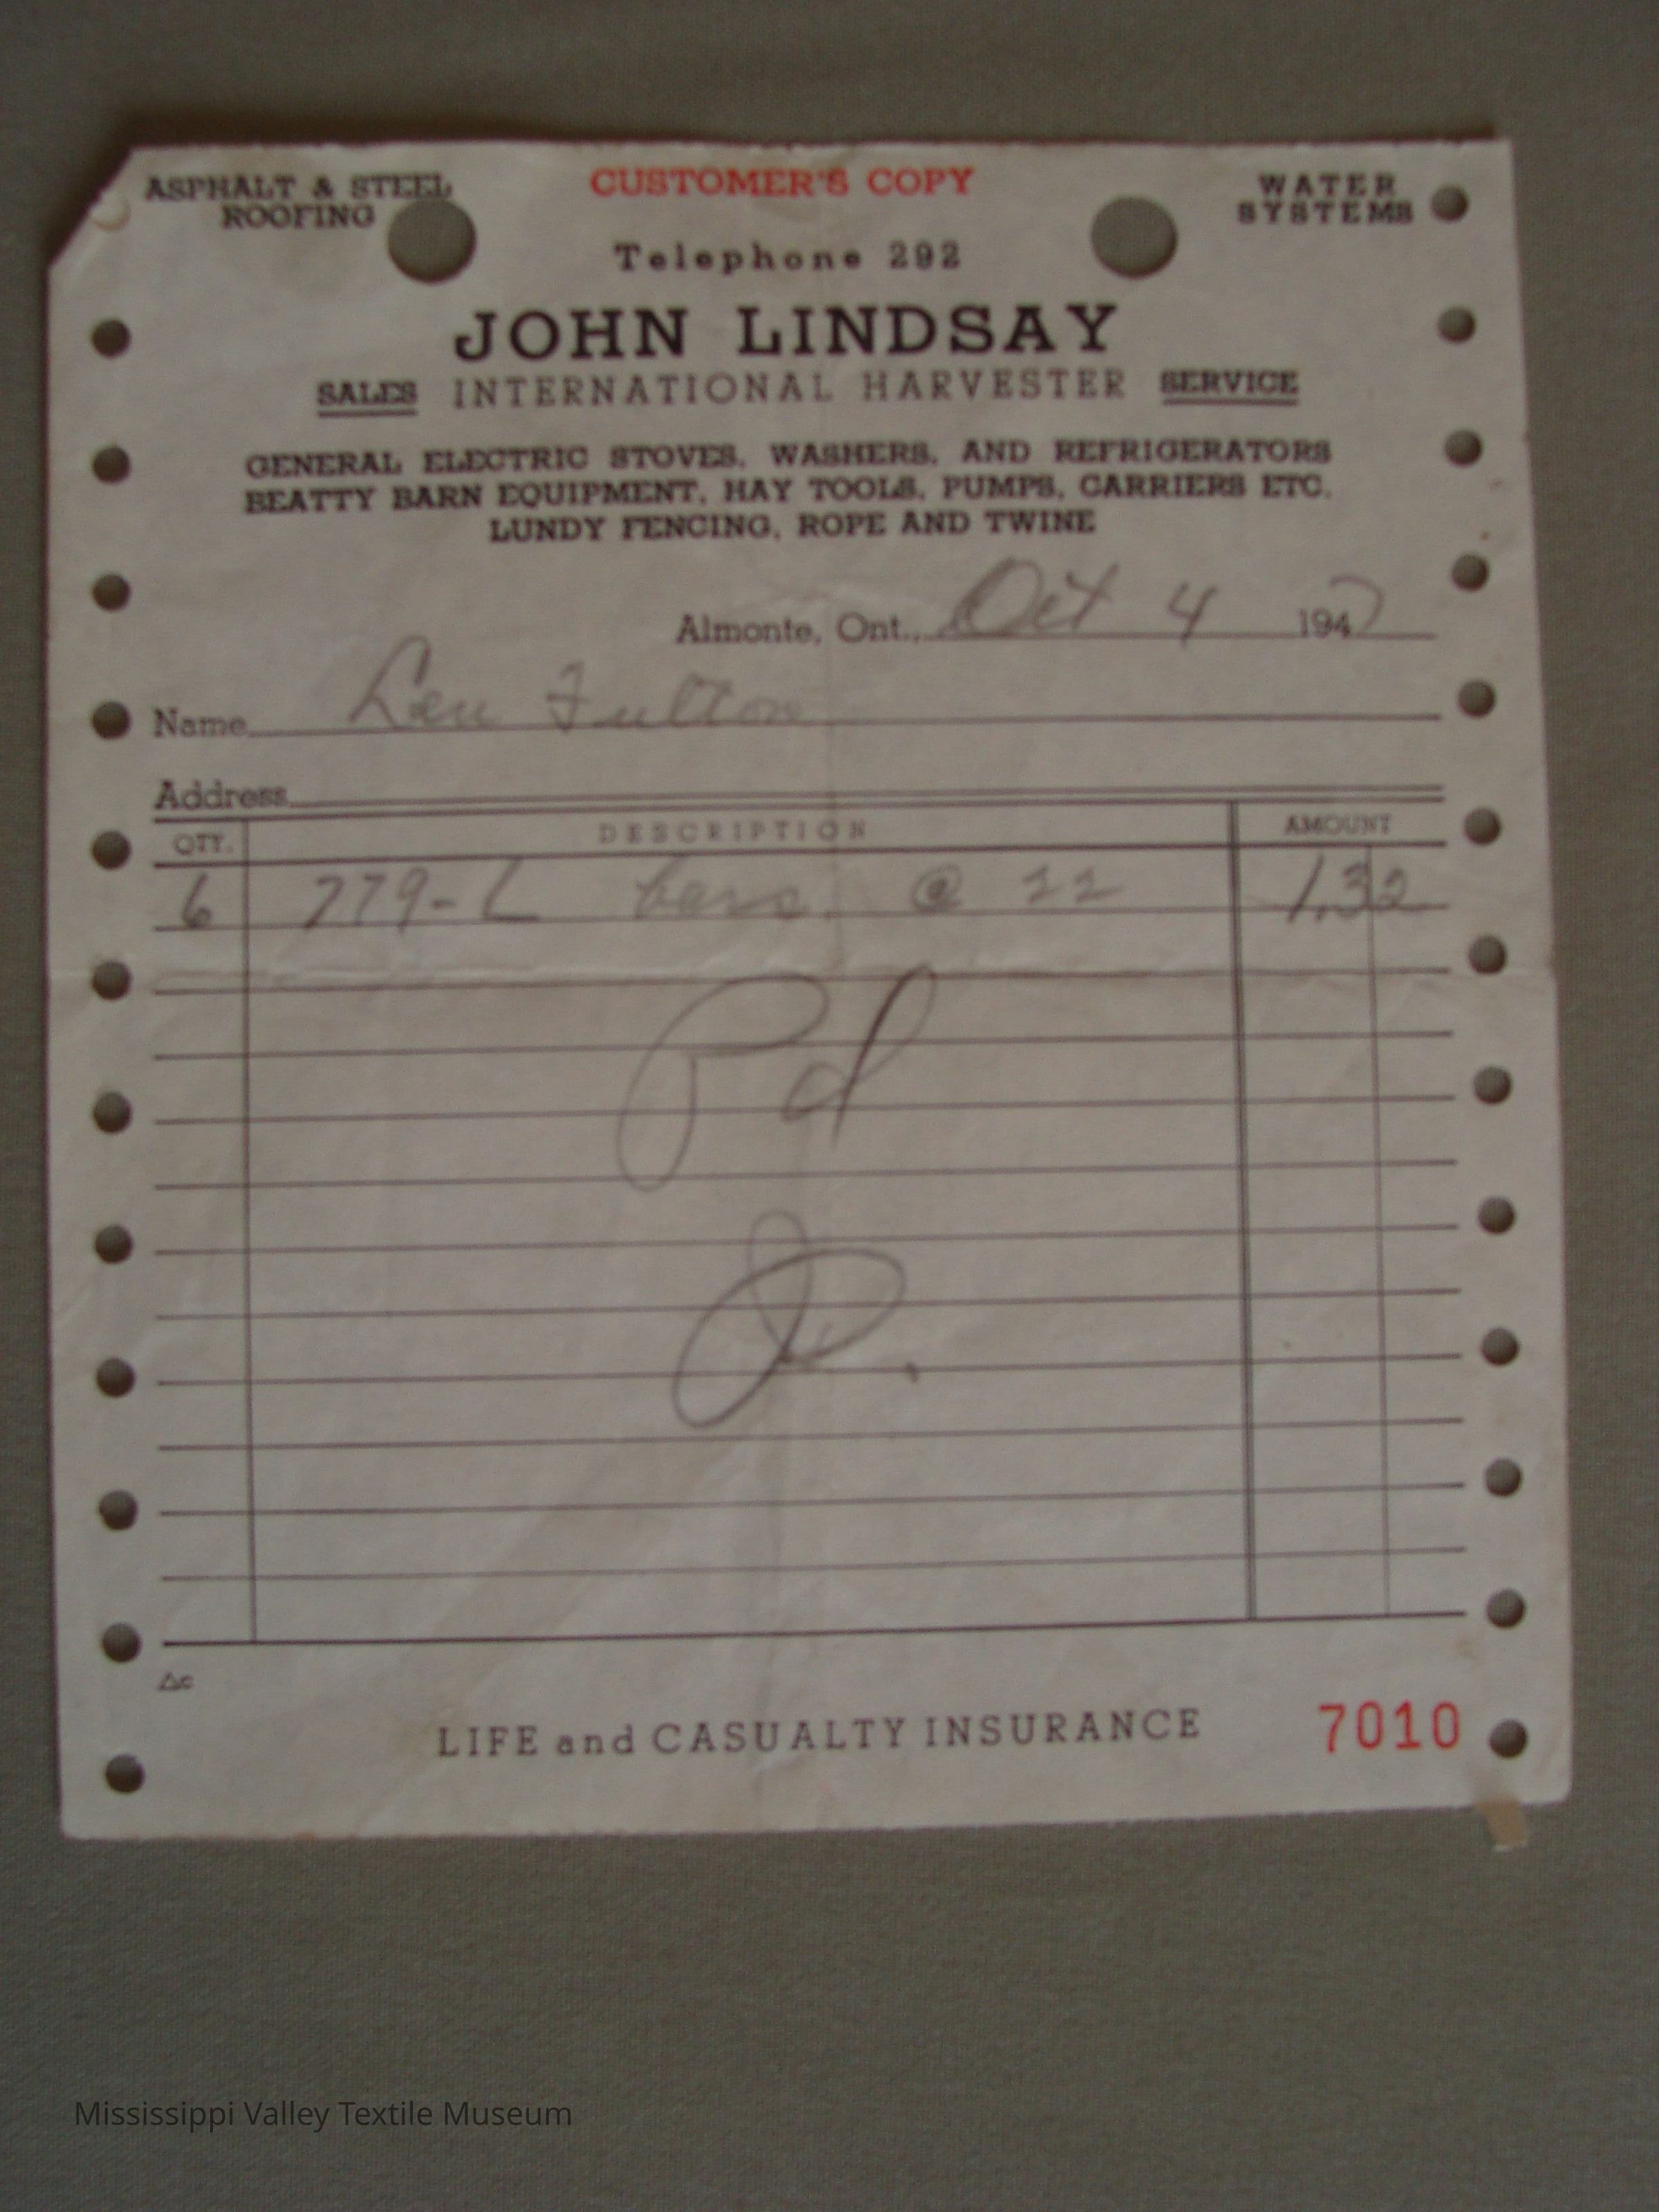 ASPHALT & STEEL ROOFING
CUSTOMER'S COPY
WATER SYSTEMS
Telephone 292
JOHN LINDSAY
SALES INTERNATIONAL HARVESTER SERVICE
GENERAL ELECTRIC STOVES, WASHERS, AND REFRIGERATORS
BEATTY BARN EQUIPMENT, HAY TOOLS, PUMPS, CARRIERS ETC.
LUNDY FENCING, ROPE AND TWINE
Almonte, Ont., Oct 4 1947
Name Len Fulton
Address
QTY. DESCRIPTION AMOUNT
6 779-L bars @ 22 1.32
Pd
LIFE and CASUALTY INSURANCE 7010
Mississippi Valley Textile Museum